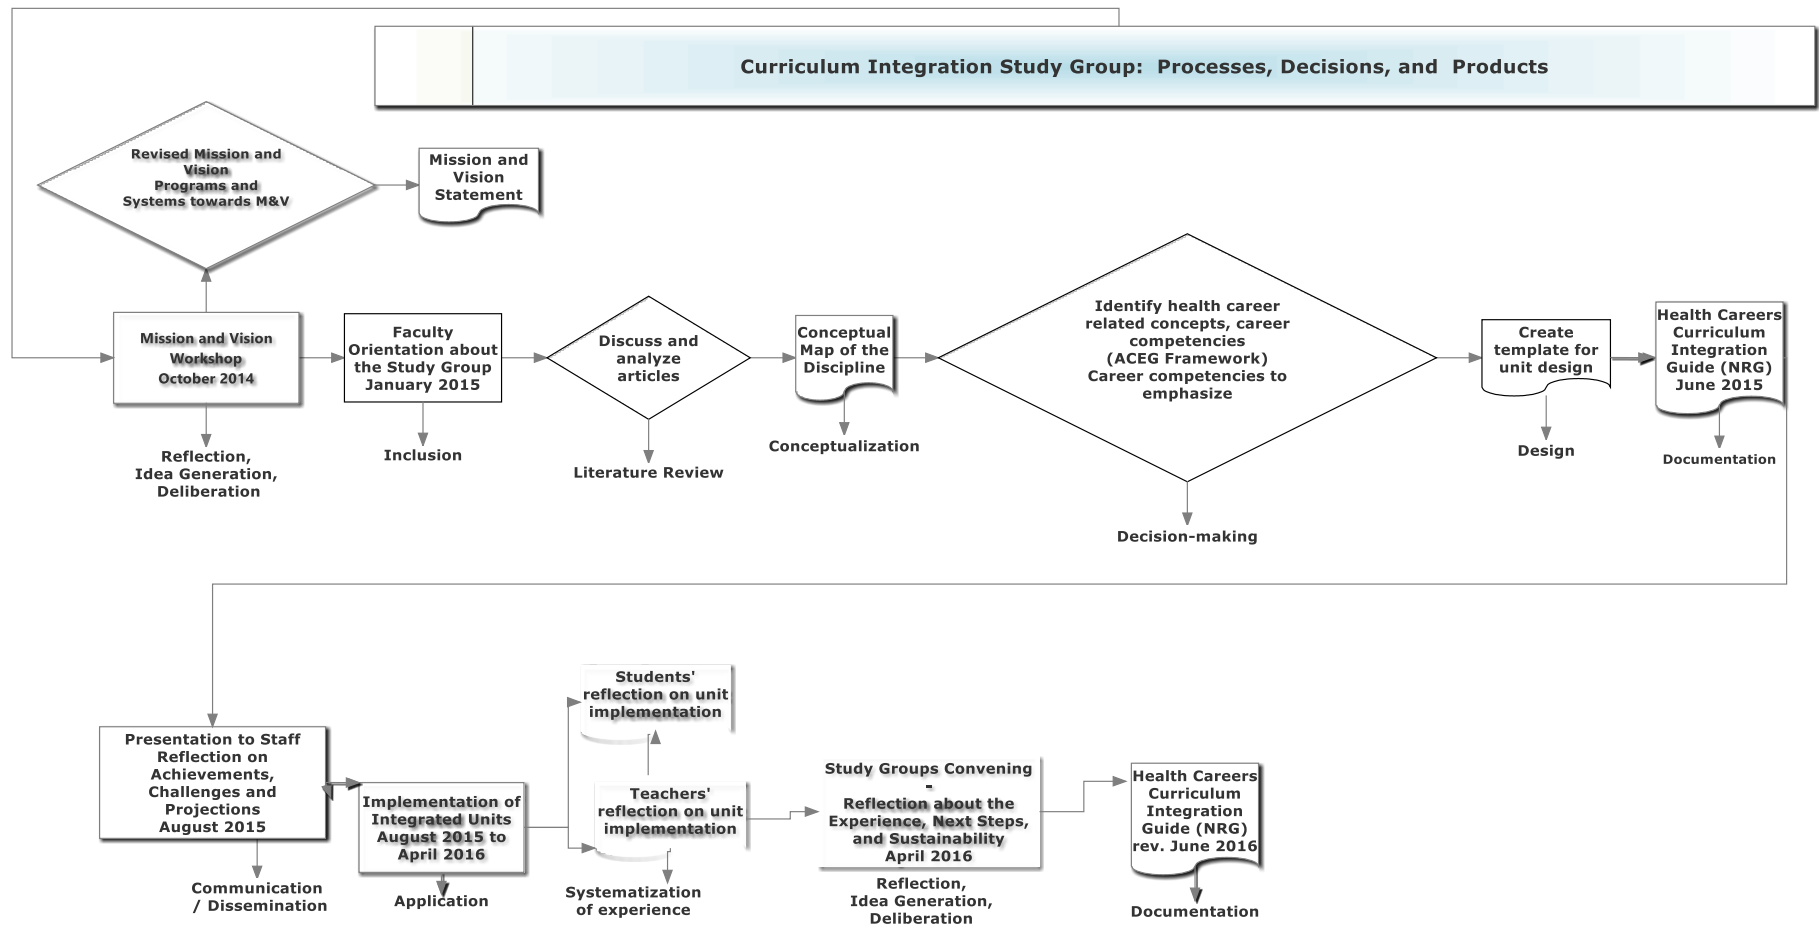 Curriculum Integration Study Group:  Processes, Decisions, and  Products
Revised Mission and
Vision
Programs and
Systems towards M&V
Mission and
Vision
Statement
Mission and Vision
Workshop
October 2014
Reflection,
Idea Generation,
Deliberation
Faculty
Orientation about
the Study Group
January 2015
Inclusion
Discuss and
analyze
articles
Literature Review
Conceptual
Map of the
Discipline
Conceptualization
Identify health career
related concepts, career
competencies
(ACEG Framework)
Career competencies to
emphasize
Decision-making
Create
template for
unit design
Design
Health Careers
Curriculum
Integration
Guide (NRG)
June 2015
Documentation
Presentation to Staff
Reflection on
Achievements,
Challenges and
Projections
August 2015
Communication
/ Dissemination
Implementation of
Integrated Units
August 2015 to
April 2016
Application
Students'
reflection on unit
implementation
Teachers'
reflection on unit
implementation
Systematization
of experience
Study Groups Convening
-
Reflection about the
Experience, Next Steps,
and Sustainability
April 2016
Reflection,
Idea Generation,
Deliberation
Health Careers
Curriculum
Integration
Guide (NRG)
rev. June 2016
Documentation